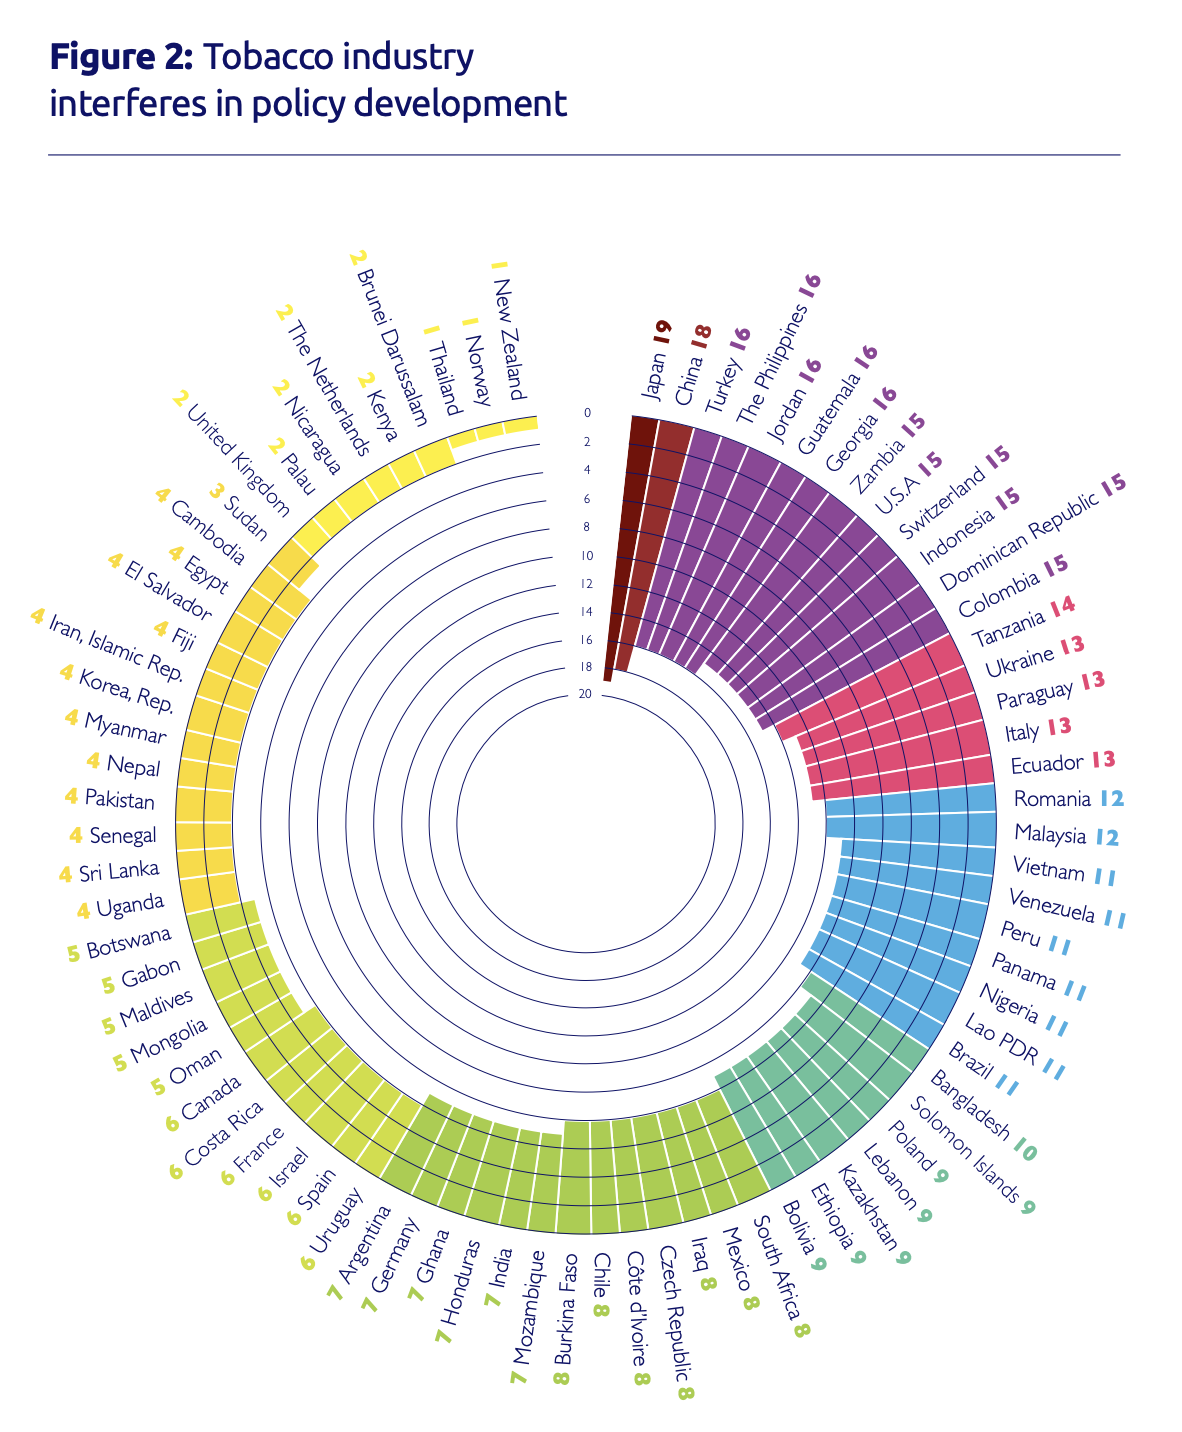 Figure 2: Tobacco industry
interferes in policy development
0
2
4
6
8
10
12
14
16
18
20
Japan 19
China 18
Turkey 16
The Philippines 16
Jordan 16
Guatemala 16
Georgia 16
Zambia 15
U.S.A 15
Switzerland 15
Indonesia 15
Dominican Republic 15
Colombia 15
Tanzania 14
Ukraine 13
Paraguay 13
Italy 13
Ecuador 13
Romania 12
Malaysia 12
Vietnam 11
Venezuela 11
Peru 11
Panama 11
Nigeria 11
Lao PDR 11
Brazil 11
Bangladesh 10
Solomon Islands 9
Poland 9
Lebanon 9
Kazakhstan 9
Ethiopia 9
Bolivia 9
South Africa 8
Mexico 8
Iraq 8
Czech Republic 8
Côte d'Ivoire 8
Chile 8
8 Burkina Faso
7 Mozambique
7 India
7 Honduras
7 Ghana
7 Germany
7 Argentina
6 Uruguay
6 Spain
6 Israel
6 France
6 Costa Rica
6 Canada
5 Oman
5 Mongolia
5 Maldives
5 Gabon
5 Botswana
4 Uganda
4 Sri Lanka
4 Senegal
4 Pakistan
4 Nepal
4 Myanmar
4 Korea, Rep.
4 Iran, Islamic Rep.
4 Fiji
4 El Salvador
4 Egypt
4 Cambodia
3 Sudan
2 United Kingdom
2 Palau
2 Nicaragua
2 The Netherlands
2 Kenya
2 Brunei Darussalam
1 Thailand
1 Norway
1 New Zealand